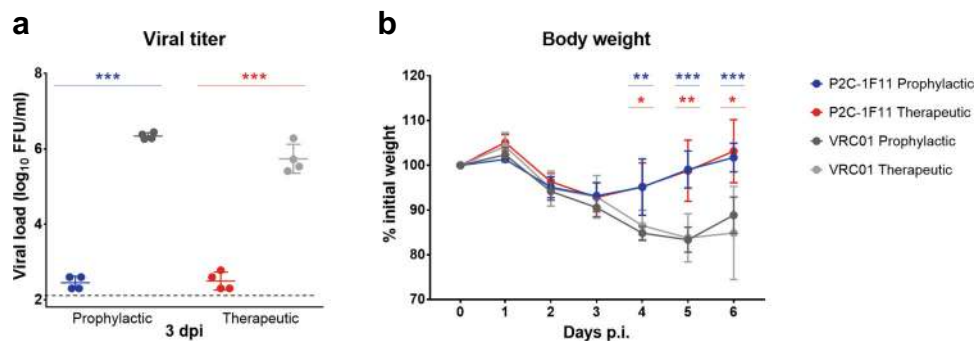 a
Viral titer
Viral load (log10 FFU/ml)
8
6
4
2
***
***
Prophylactic
Therapeutic
3 dpi
b
Body weight
% initial weight
120
110
100
90
80
70
** *** ***
* ** *
0 1 2 3 4 5 6
Days p.i.
P2C-1F11 Prophylactic
P2C-1F11 Therapeutic
VRC01 Prophylactic
VRC01 Therapeutic